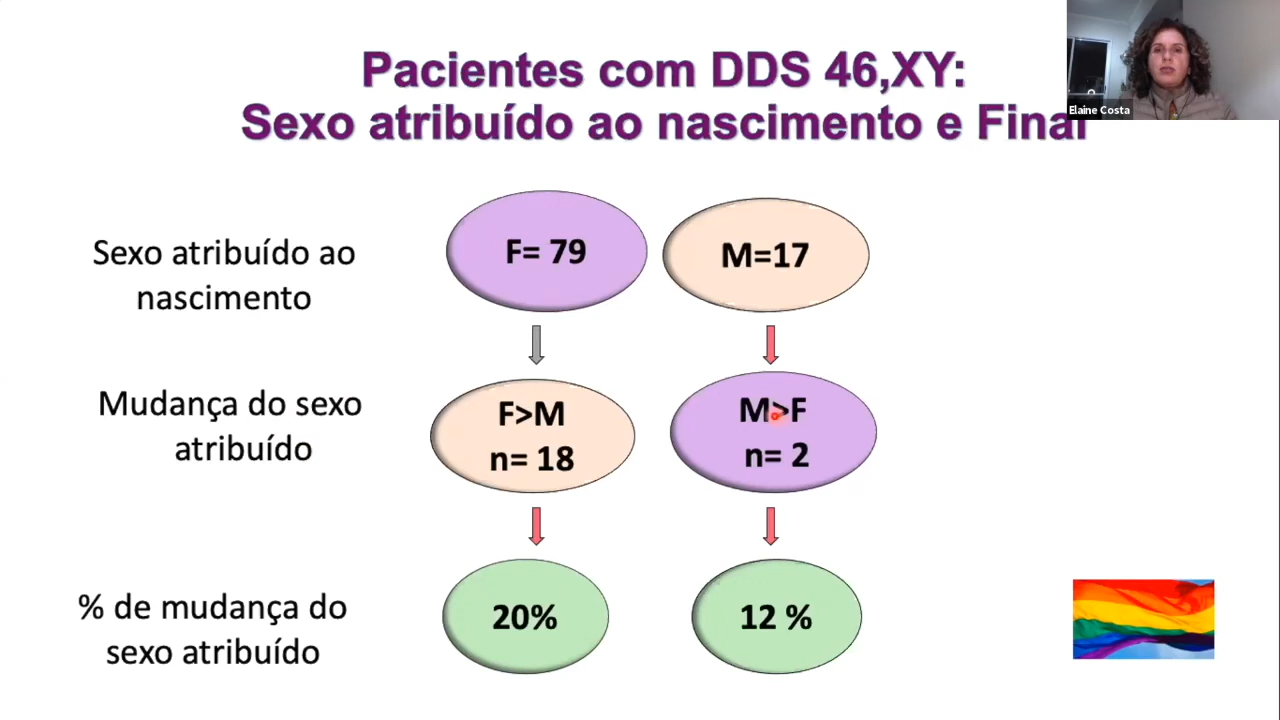 Pacientes com DDS 46,XY:
Sexo atribuído ao nascimento e Final
Elaine Costa
Sexo atribuído ao
nascimento
F= 79
M=17
Mudança do sexo
atribuído
F>M
n= 18
M>F
n= 2
% de mudança do
sexo atribuído
20%
12 %